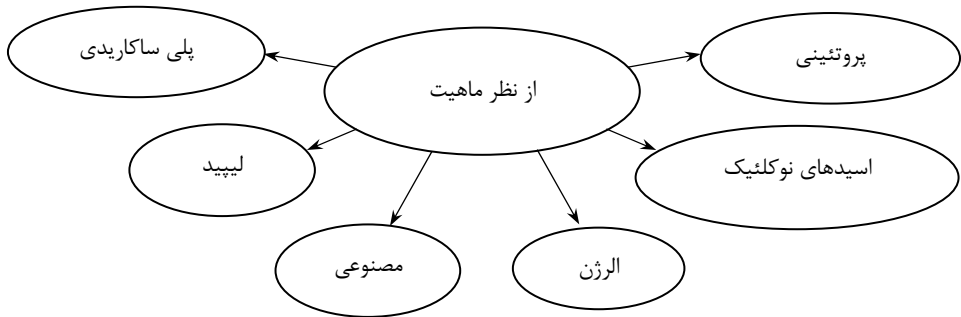 پلی ساکاریدی
از نظر ماهیت
پروتئینی
لیپید
اسیدهای نوکلئیک
مصنوعی
الرژن